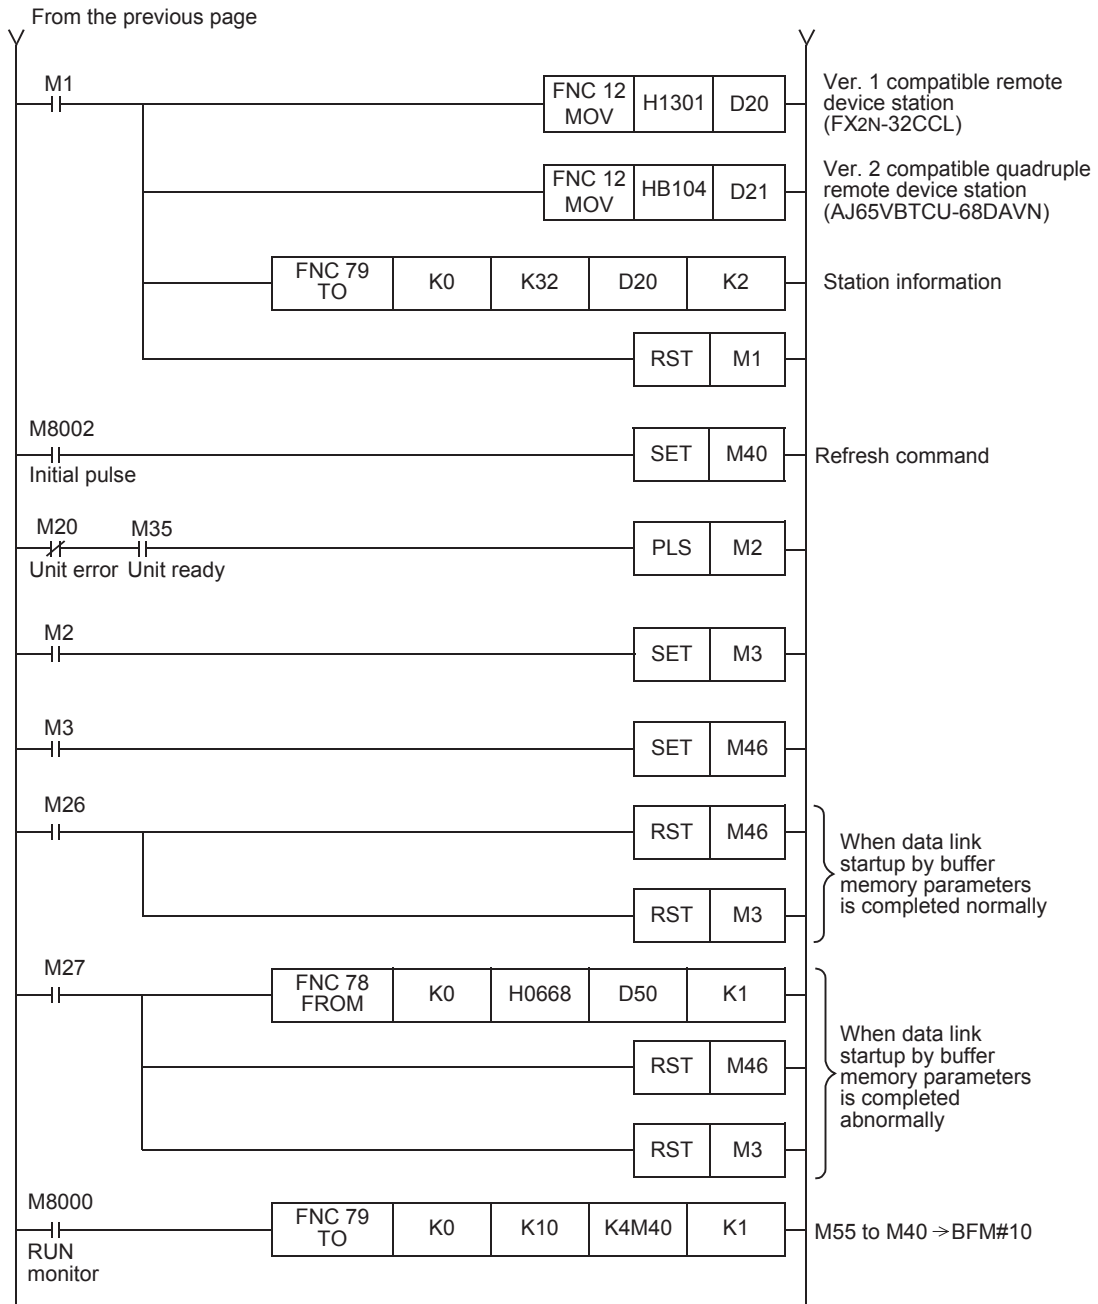 From the previous page
M1
FNC 12
MOV
H1301
D20
Ver. 1 compatible remote
device station
(FX2N-32CCL)
FNC 12
MOV
HB104
D21
Ver. 2 compatible quadruple
remote device station
(AJ65VBTCU-68DAVN)
FNC 79
TO
K0
K32
D20
K2
Station information
RST
M1
M8002
Initial pulse
SET
M40
Refresh command
M20
Unit error
M35
Unit ready
PLS
M2
M2
SET
M3
M3
SET
M46
M26
RST
M46
RST
M3
When data link
startup by buffer
memory parameters
is completed normally
M27
FNC 78
FROM
K0
H0668
D50
K1
RST
M46
RST
M3
When data link
startup by buffer
memory parameters
is completed
abnormally
M8000
RUN
monitor
FNC 79
TO
K0
K10
K4M40
K1
M55 to M40 →BFM#10